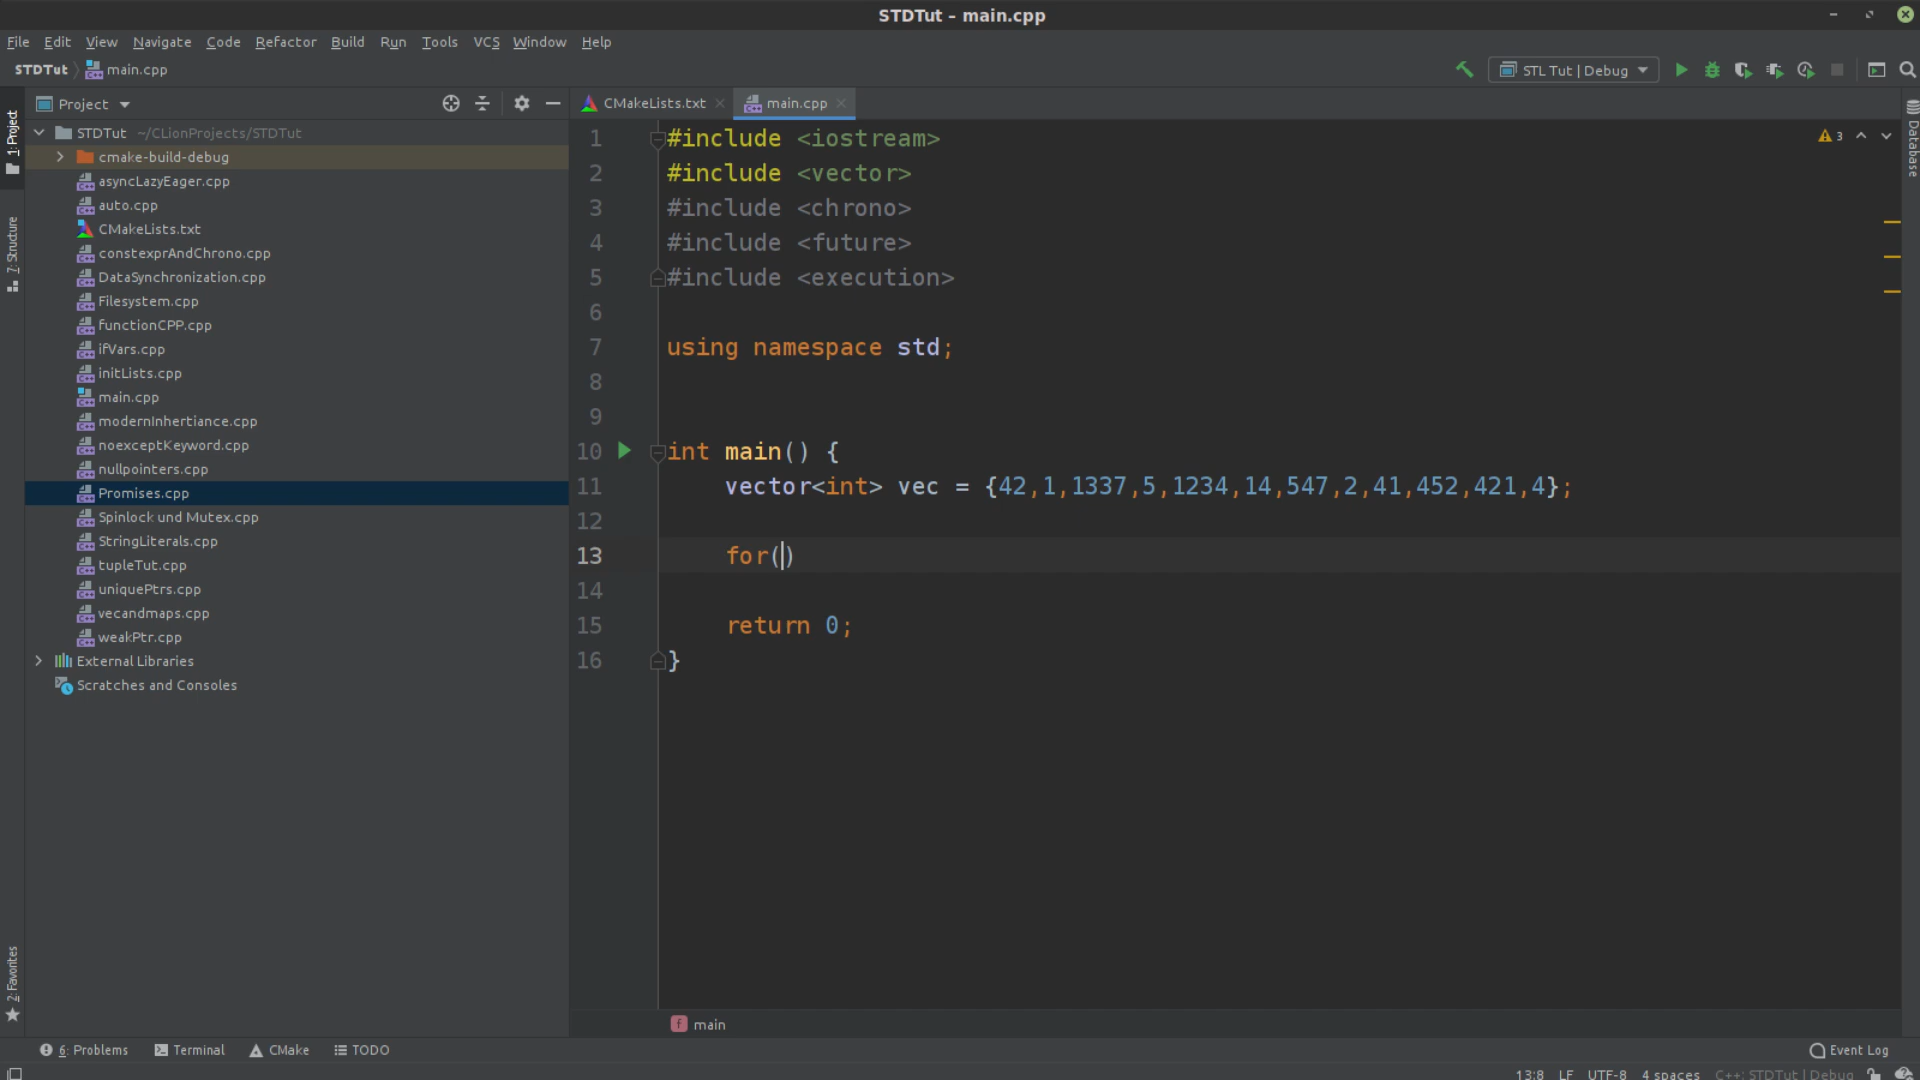 STDTut – main.cpp
File Edit View Navigate Code Refactor Build Run Tools VCS Window Help
STDTut main.cpp
STL Tut | Debug
1: Project
7: Structure
2: Favorites
Project
STDTut ~/CLionProjects/STDTut
cmake-build-debug
asyncLazyEager.cpp
auto.cpp
CMakeLists.txt
constexprAndChrono.cpp
DataSynchronization.cpp
Filesystem.cpp
functionCPP.cpp
ifVars.cpp
initLists.cpp
main.cpp
modernInhertiance.cpp
noexceptKeyword.cpp
nullpointers.cpp
Promises.cpp
Spinlock und Mutex.cpp
StringLiterals.cpp
tupleTut.cpp
uniquePtrs.cpp
vecandmaps.cpp
weakPtr.cpp
External Libraries
Scratches and Consoles
CMakeLists.txt main.cpp
1 #include <iostream>
2 #include <vector>
3 #include <chrono>
4 #include <future>
5 #include <execution>
6
7 using namespace std;
8
9
10 int main() {
11 vector<int> vec = {42,1,1337,5,1234,14,547,2,41,452,421,4};
12
13 for()
14
15 return 0;
16 }
3
Database
f main
6: Problems Terminal CMake TODO
Event Log
13:8 LF UTF-8 4 spaces C++: STDTut | Debug